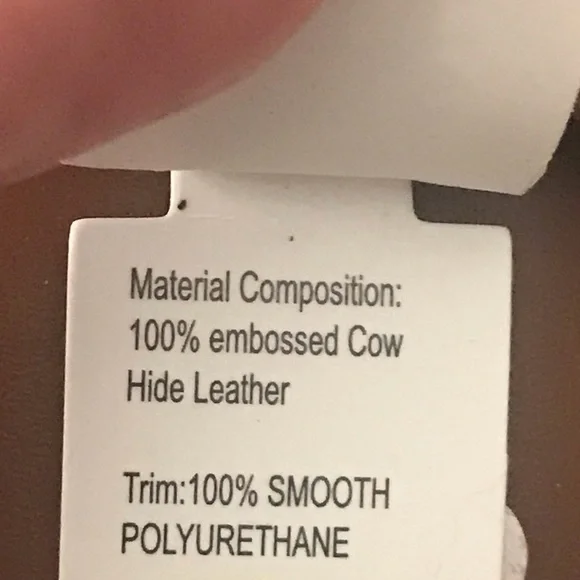 Material Composition:
100% embossed Cow
Hide Leather
Trim:100% SMOOTH
POLYURETHANE